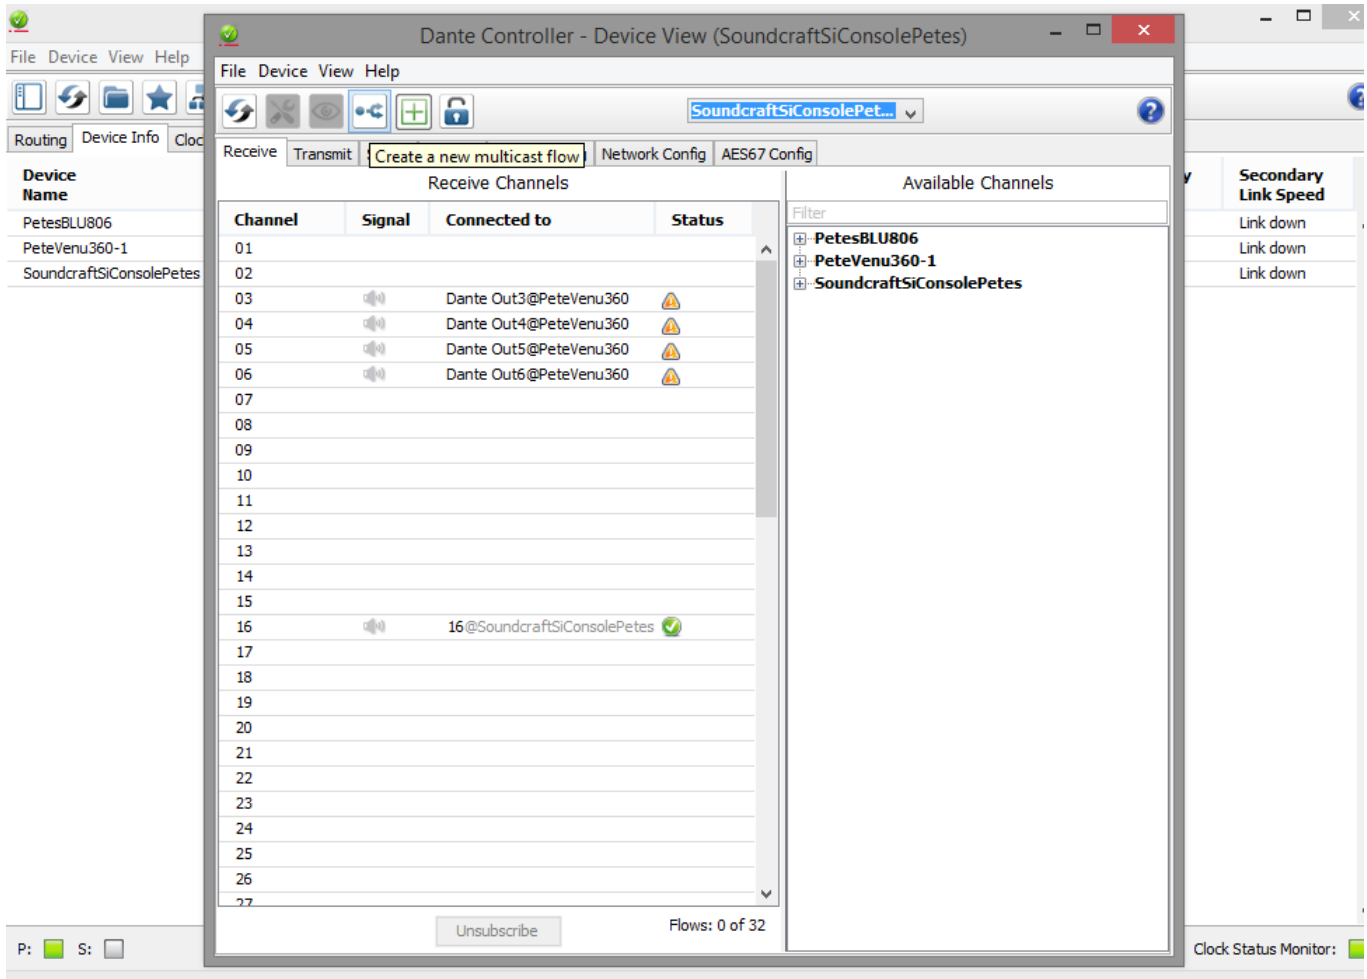 Dante Controller - Device View (SoundcraftSiConsolePetes)
File Device View Help
File Device View Help
SoundcraftSiConsolePet...
Routing Device Info Cloc
Receive Transmit Network Config AES67 Config
Create a new multicast flow
Device
Name
PetesBLU806
PeteVenu360-1
SoundcraftSiConsolePetes
Receive Channels
Channel Signal Connected to Status
01
02
03 Dante Out3@PeteVenu360
04 Dante Out4@PeteVenu360
05 Dante Out5@PeteVenu360
06 Dante Out6@PeteVenu360
07
08
09
10
11
12
13
14
15
16 16@SoundcraftSiConsolePetes
17
18
19
20
21
22
23
24
25
26
27
Unsubscribe Flows: 0 of 32
Available Channels
Filter
PetesBLU806
PeteVenu360-1
SoundcraftSiConsolePetes
y Secondary
Link Speed
Link down
Link down
Link down
P: S:
Clock Status Monitor: